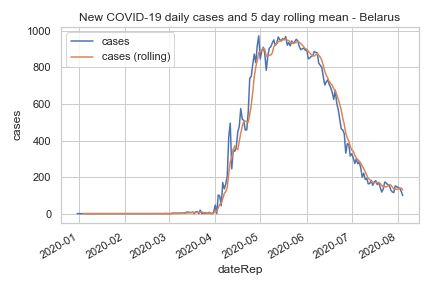 New COVID-19 daily cases and 5 day rolling mean - Belarus
cases
cases (rolling)
1000
800
600
400
200
0
cases
2020-01
2020-02
2020-03
2020-04
2020-05
2020-06
2020-07
2020-08
dateRep